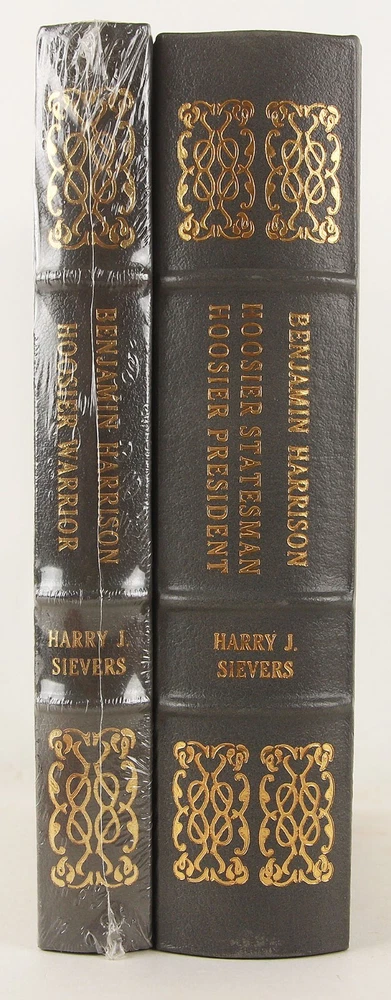 BENJAMIN HARRISON
HOOSIER WARRIOR
HARRY J.
SIEVERS
BENJAMIN HARRISON
HOOSIER STATESMAN
HOOSIER PRESIDENT
HARRY J.
SIEVERS